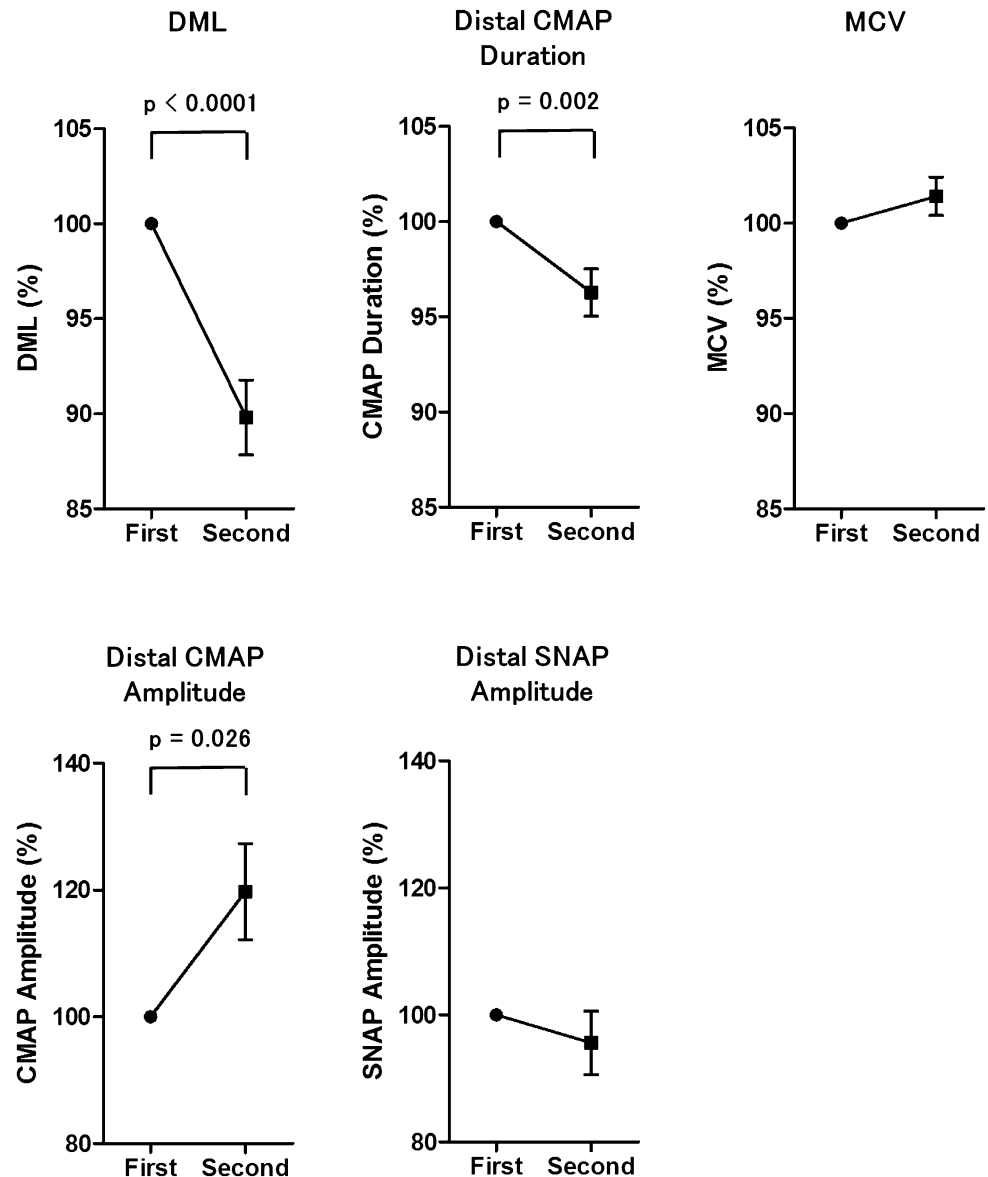 DML
p < 0.0001
DML (%)
105
100
95
90
85
First Second
Distal CMAP
Duration
p = 0.002
CMAP Duration (%)
105
100
95
90
85
First Second
MCV
MCV (%)
105
100
95
90
85
First Second
Distal CMAP
Amplitude
p = 0.026
CMAP Amplitude (%)
140
120
100
80
First Second
Distal SNAP
Amplitude
SNAP Amplitude (%)
140
120
100
80
First Second